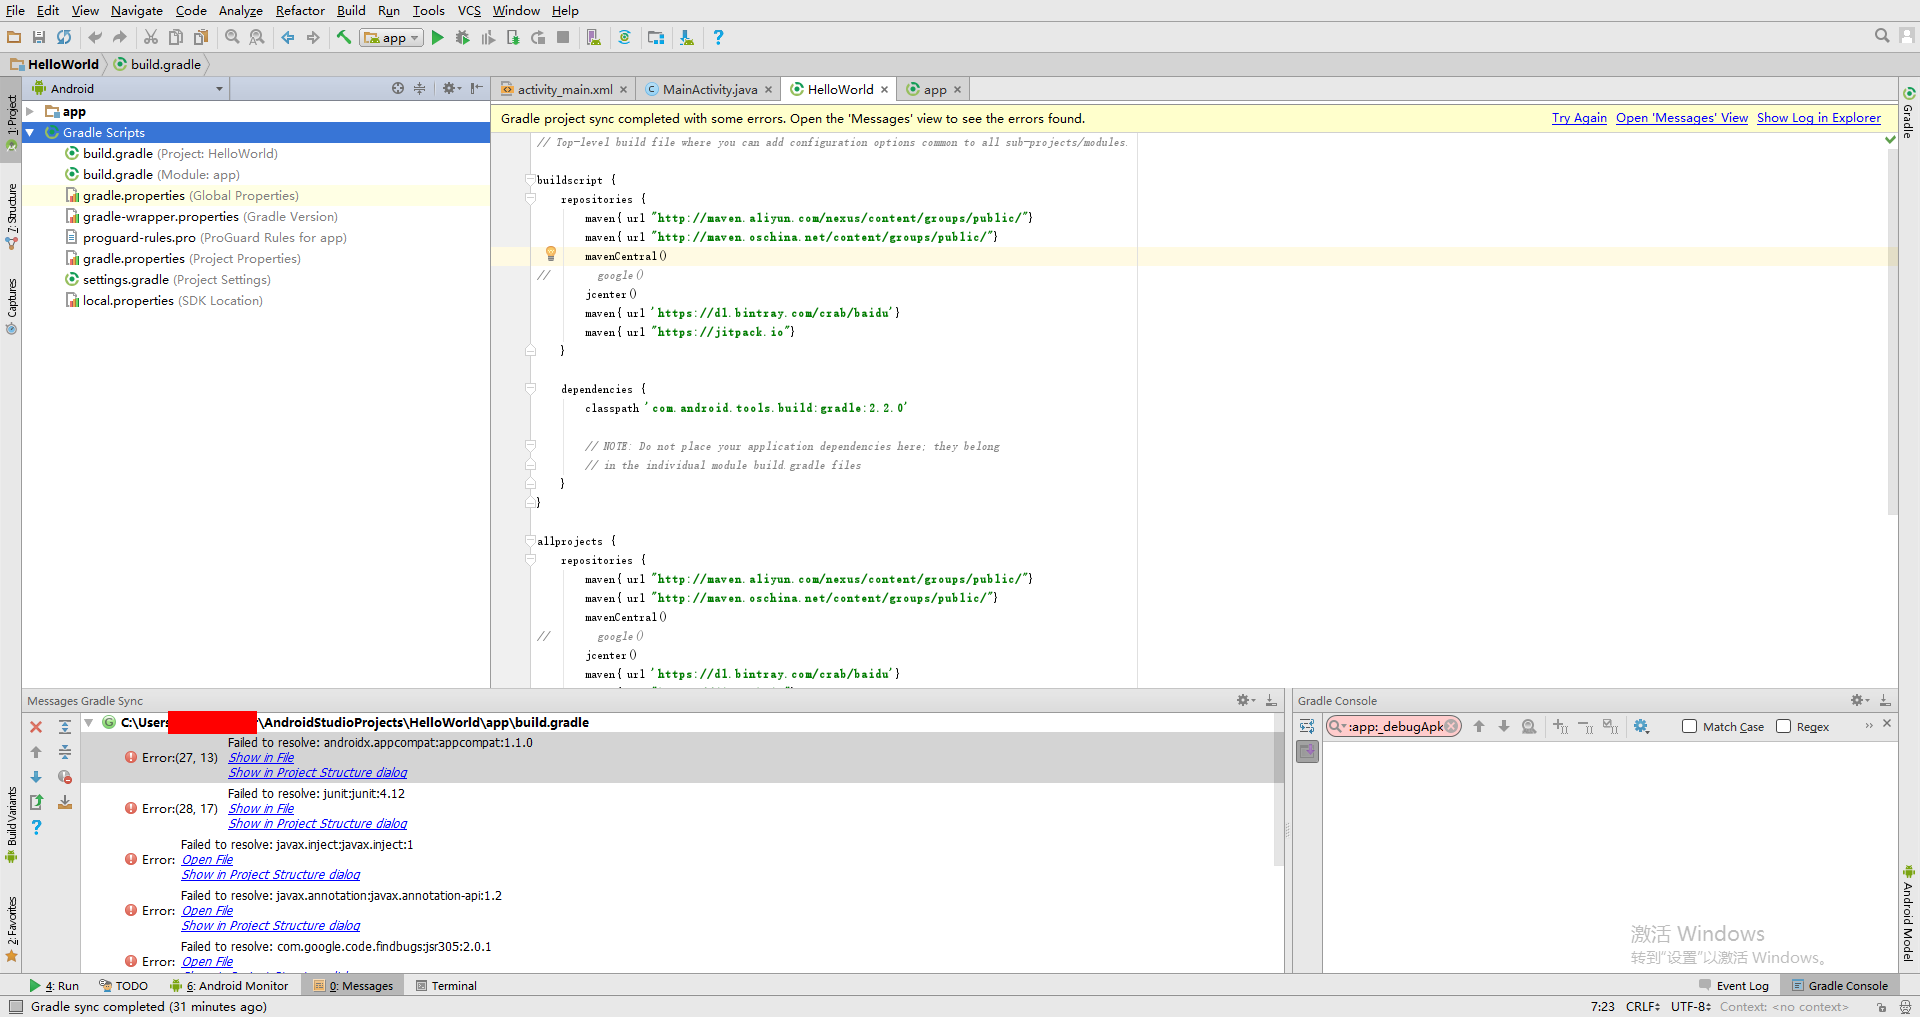 File Edit View Navigate Code Analyze Refactor Build Run Tools VCS Window Help
app
HelloWorld build.gradle
Android
activity_main.xml MainActivity.java HelloWorld app
Gradle project sync completed with some errors. Open the 'Messages' view to see the errors found. Try Again Open 'Messages' View Show Log in Explorer
1: Project
7: Structure
Captures
Build Variants
2: Favorites
app
Gradle Scripts
build.gradle (Project: HelloWorld)
build.gradle (Module: app)
gradle.properties (Global Properties)
gradle-wrapper.properties (Gradle Version)
proguard-rules.pro (ProGuard Rules for app)
gradle.properties (Project Properties)
settings.gradle (Project Settings)
local.properties (SDK Location)
// Top-level build file where you can add configuration options common to all sub-projects/modules.
buildscript {
repositories {
maven{ url "http://maven.aliyun.com/nexus/content/groups/public/"}
maven{ url "http://maven.oschina.net/content/groups/public/"}
mavenCentral()
// google()
jcenter()
maven{ url 'https://dl.bintray.com/crab/baidu'}
maven{ url "https://jitpack.io"}
}
dependencies {
classpath 'com.android.tools.build:gradle:2.2.0'
// NOTE: Do not place your application dependencies here; they belong
// in the individual module build.gradle files
}
}
allprojects {
repositories {
maven{ url "http://maven.aliyun.com/nexus/content/groups/public/"}
maven{ url "http://maven.oschina.net/content/groups/public/"}
mavenCentral()
// google()
jcenter()
maven{ url 'https://dl.bintray.com/crab/baidu'}
Gradle
Android Model
Messages Gradle Sync
C:\Users \AndroidStudioProjects\HelloWorld\app\build.gradle
Failed to resolve: androidx.appcompat:appcompat:1.1.0
Error:(27, 13) Show in File
Show in Project Structure dialog
Failed to resolve: junit:junit:4.12
Error:(28, 17) Show in File
Show in Project Structure dialog
Failed to resolve: javax.inject:javax.inject:1
Error: Open File
Show in Project Structure dialog
Failed to resolve: javax.annotation:javax.annotation-api:1.2
Error: Open File
Show in Project Structure dialog
Failed to resolve: com.google.code.findbugs:jsr305:2.0.1
Error: Open File
Gradle Console
:app:_debugApk Match Case Regex
激活 Windows
转到"设置"以激活 Windows。
4: Run TODO 6: Android Monitor 0: Messages Terminal Event Log Gradle Console
Gradle sync completed (31 minutes ago) 7:23 CRLF UTF-8 Context: <no context>